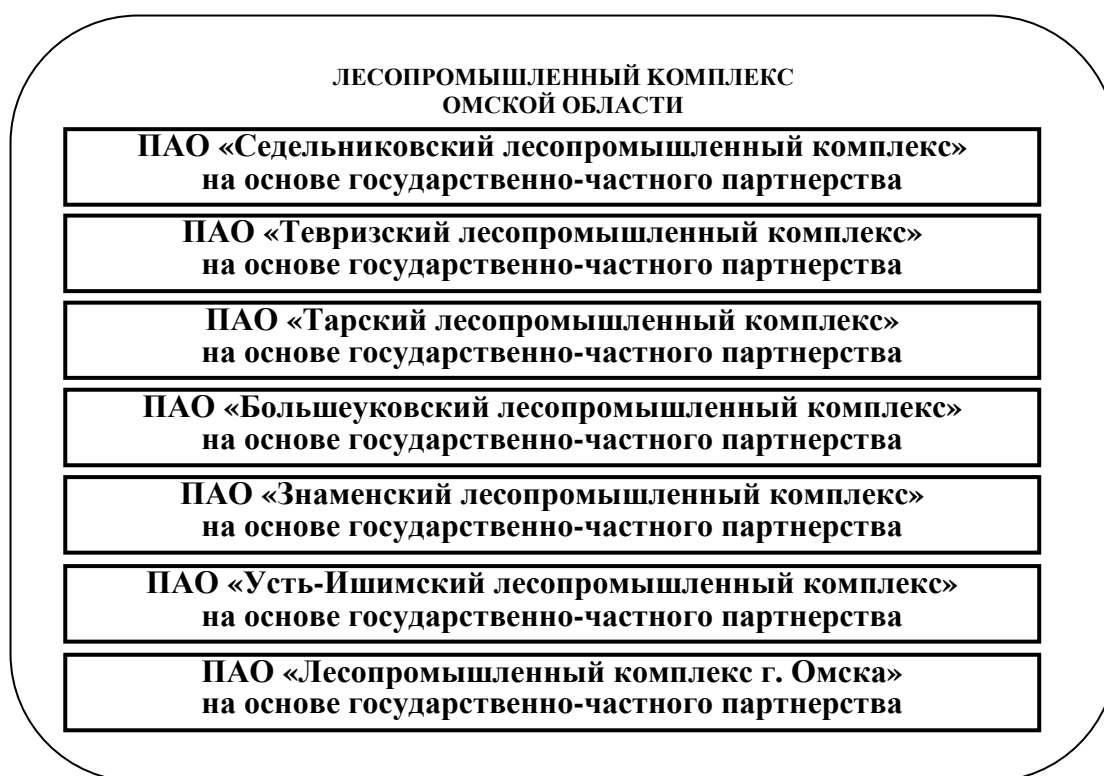 ЛЕСОПРОМЫШЛЕННЫЙ КОМПЛЕКС
ОМСКОЙ ОБЛАСТИ
ПАО «Седельниковский лесопромышленный комплекс»
на основе государственно-частного партнерства
ПАО «Тевризский лесопромышленный комплекс»
на основе государственно-частного партнерства
ПАО «Тарский лесопромышленный комплекс»
на основе государственно-частного партнерства
ПАО «Большеуковский лесопромышленный комплекс»
на основе государственно-частного партнерства
ПАО «Знаменский лесопромышленный комплекс»
на основе государственно-частного партнерства
ПАО «Усть-Ишимский лесопромышленный комплекс»
на основе государственно-частного партнерства
ПАО «Лесопромышленный комплекс г. Омска»
на основе государственно-частного партнерства